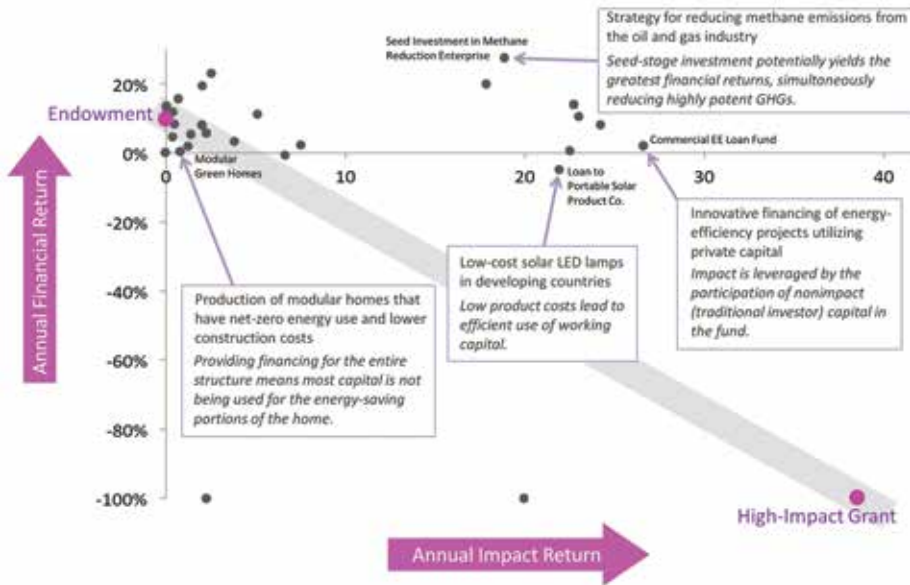 Strategy for reducing methane emissions from
the oil and gas industry
Seed-stage investment potentially yields the
greatest financial returns, simultaneously
reducing highly potent GHGs.
Seed Investment in Methane
Reduction Enterprise
20%
Endowment
0%
Modular
Green Homes
Commercial EE Loan Fund
0
10
20
30
40
Loan to
Portable Solar
Product Co.
-20%
-40%
-60%
-80%
-100%
Annual Financial Return
Innovative financing of energy-
efficiency projects utilizing
private capital
Impact is leveraged by the
participation of nonimpact
(traditional investor) capital in
the fund.
Low-cost solar LED lamps
in developing countries
Low product costs lead to
efficient use of working
capital.
Production of modular homes that
have net-zero energy use and lower
construction costs
Providing financing for the entire
structure means most capital is not
being used for the energy-saving
portions of the home.
High-Impact Grant
Annual Impact Return